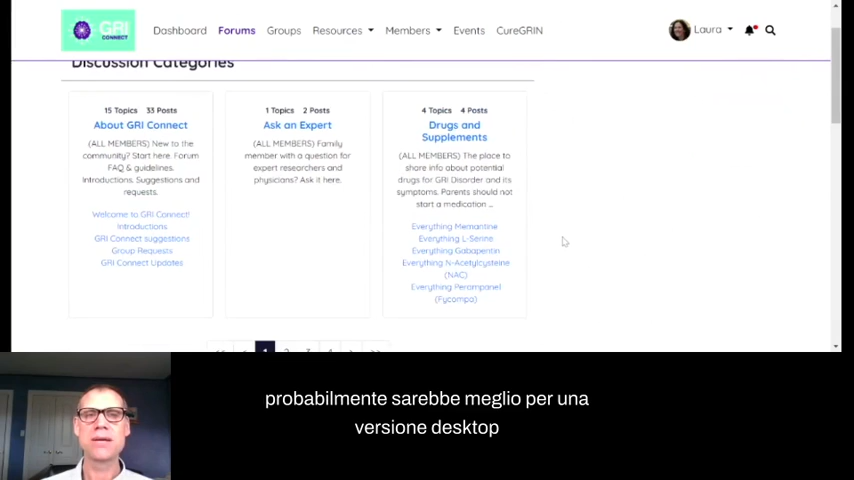 GRI
CONNECT
Dashboard Forums Groups Resources Members Events CureGRIN
Laura
Discussion Categories
15 Topics 33 Posts
About GRI Connect
(ALL MEMBERS) New to the
community? Start here. Forum
FAQ & guidelines.
Introductions. Suggestions and
requests.
Welcome to GRI Connect!
Introductions.
GRI Connect suggestions
Group Requests
GRI Connect Updates
1 Topics 2 Posts
Ask an Expert
(ALL MEMBERS) Family
member with a question for
expert researchers and
physicians? Ask it here.
4 Topics 4 Posts
Drugs and
Supplements
(ALL MEMBERS) The place to
share info about potential
drugs for GRI Disorder and its
symptoms. Parents should not
start a medication ...
Everything Memantine
Everything L-Serine
Everything Gabapentin
Everything N-Acetylcysteine
(NAC)
Everything Perampanel
(Fycompa)
<< < 1 2 3 4 > >>
probabilmente sarebbe meglio per una
versione desktop